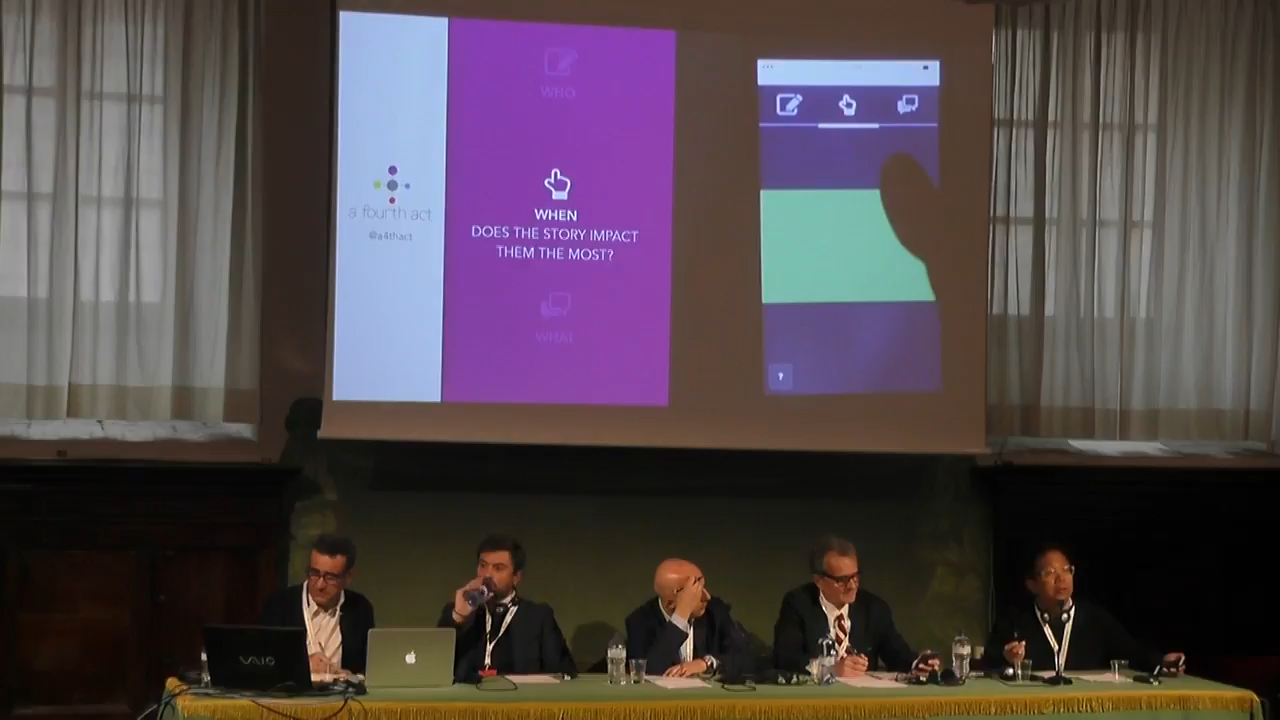 WHO
a fourth act
@a4thact
WHEN
DOES THE STORY IMPACT
THEM THE MOST?
WHAT
?
VAIO